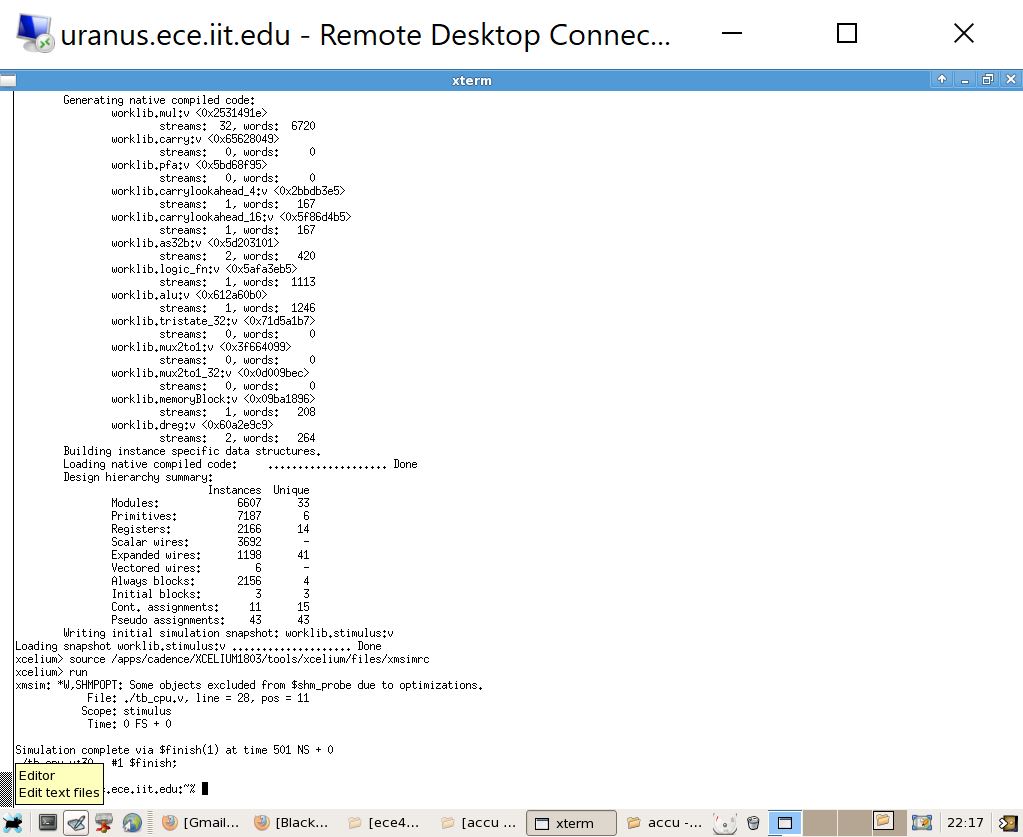 uranus.ece.iit.edu - Remote Desktop Connec...
xterm
Generating native compiled code:
worklib.mul:v <0x2531491e>
streams: 32, words: 6720
worklib.carry:v <0x65628049>
streams: 0, words: 0
worklib.pfa:v <0x5bd68f95>
streams: 0, words: 0
worklib.carrylookahead_4:v <0x2bbdb3e5>
streams: 1, words: 167
worklib.carrylookahead_16:v <0x5f86d4b5>
streams: 1, words: 167
worklib.as32b:v <0x5d203101>
streams: 2, words: 420
worklib.logic_fn:v <0x5afa3eb5>
streams: 1, words: 1113
worklib.alu:v <0x612a60b0>
streams: 1, words: 1246
worklib.tristate_32:v <0x71d5a1b7>
streams: 0, words: 0
worklib.mux2to1:v <0x3f664099>
streams: 0, words: 0
worklib.mux2to1_32:v <0x0d009bec>
streams: 0, words: 0
worklib.memoryBlock:v <0x09ba1896>
streams: 1, words: 208
worklib.dreg:v <0x60a2e9c9>
streams: 2, words: 264
Building instance specific data structures.
Loading native compiled code: .................... Done
Design hierarchy summary:
Instances Unique
Modules: 6607 33
Primitives: 7187 6
Registers: 2166 14
Scalar wires: 3692 -
Expanded wires: 1198 41
Vectored wires: 6 -
Always blocks: 2156 4
Initial blocks: 3 3
Cont. assignments: 11 15
Pseudo assignments: 43 43
Writing initial simulation snapshot: worklib.stimulus:v
Loading snapshot worklib.stimulus:v .................... Done
xcelium> source /apps/cadence/XCELIUM1803/tools/xcelium/files/xmsimrc
xcelium> run
xmsim: *W,SHMPOPT: Some objects excluded from $shm_probe due to optimizations.
File: ./tb_cpu.v, line = 28, pos = 11
Scope: stimulus
Time: 0 FS + 0
Simulation complete via $finish(1) at time 501 NS + 0
#1 $finish;
Editor
Edit text files
.ece.iit.edu:~%
[Gmail...
[Black...
[ece4...
[accu ...
xterm
accu -...
22:17